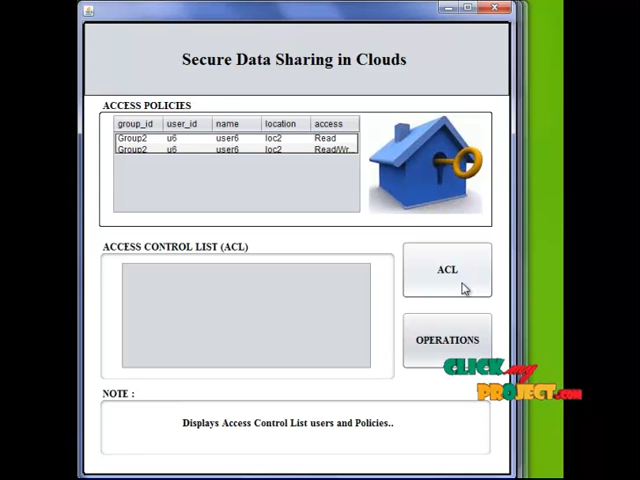 Secure Data Sharing in Clouds
ACCESS POLICIES
group_id user_id name location access
Group2 u6 user6 loc2 Read
Group2 u6 user6 loc2 Read/Wr...
ACCESS CONTROL LIST (ACL)
ACL
OPERATIONS
CLICK my
PROJECT.COM
NOTE :
Displays Access Control List users and Policies..